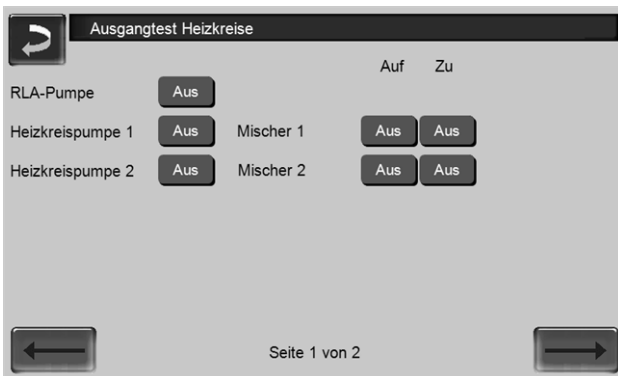 Ausgangtest Heizkreise
Auf Zu
RLA-Pumpe Aus
Heizkreispumpe 1 Aus Mischer 1 Aus Aus
Heizkreispumpe 2 Aus Mischer 2 Aus Aus
Seite 1 von 2